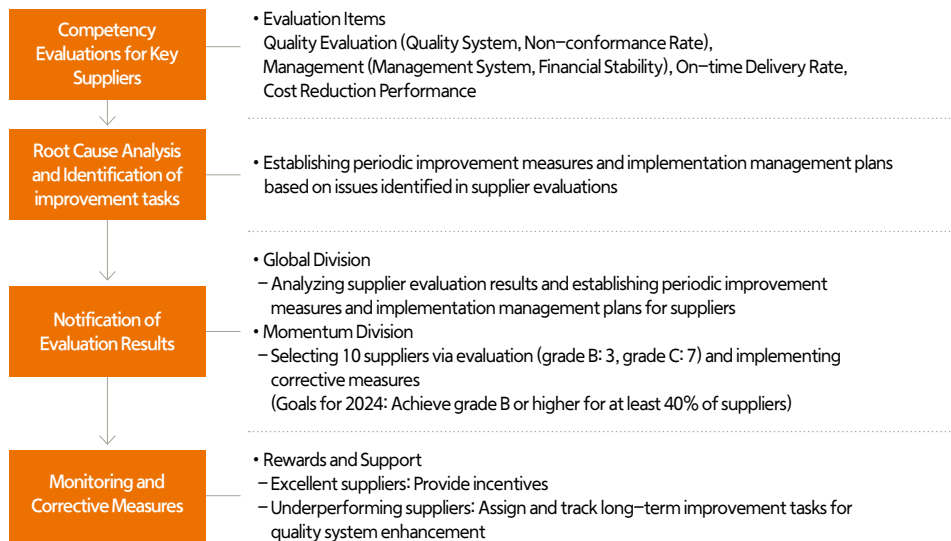 Competency
Evaluations for Key
Suppliers
• Evaluation Items
Quality Evaluation (Quality System, Non-conformance Rate),
Management (Management System, Financial Stability), On-time Delivery Rate,
Cost Reduction Performance
Root Cause Analysis
and Identification of
improvement tasks
• Establishing periodic improvement measures and implementation management plans
based on issues identified in supplier evaluations
Notification of
Evaluation Results
• Global Division
– Analyzing supplier evaluation results and establishing periodic improvement
measures and implementation management plans for suppliers
• Momentum Division
– Selecting 10 suppliers via evaluation (grade B: 3, grade C: 7) and implementing
corrective measures
(Goals for 2024: Achieve grade B or higher for at least 40% of suppliers)
Monitoring and
Corrective Measures
• Rewards and Support
– Excellent suppliers: Provide incentives
– Underperforming suppliers: Assign and track long-term improvement tasks for
quality system enhancement